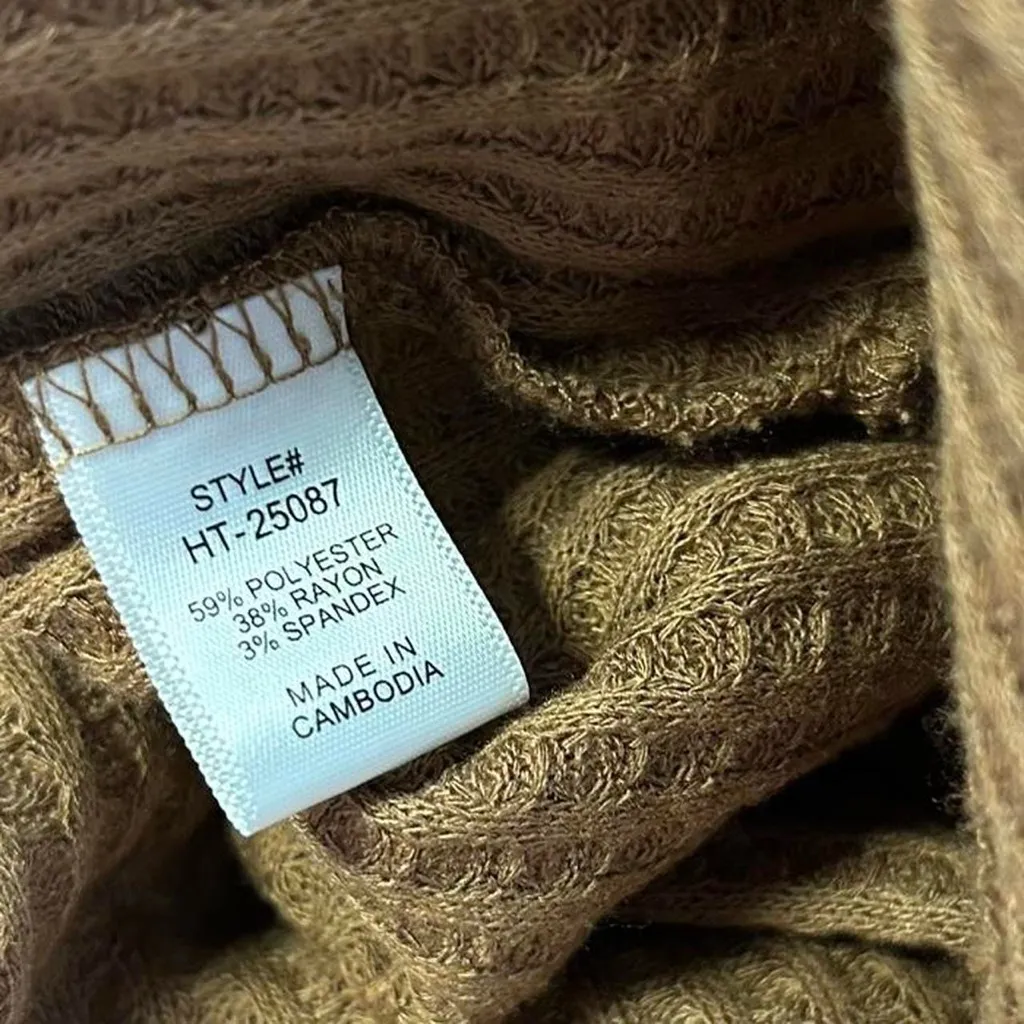 STYLE#
HT-25087
59% POLYESTER
38% RAYON
3% SPANDEX
MADE IN
CAMBODIA